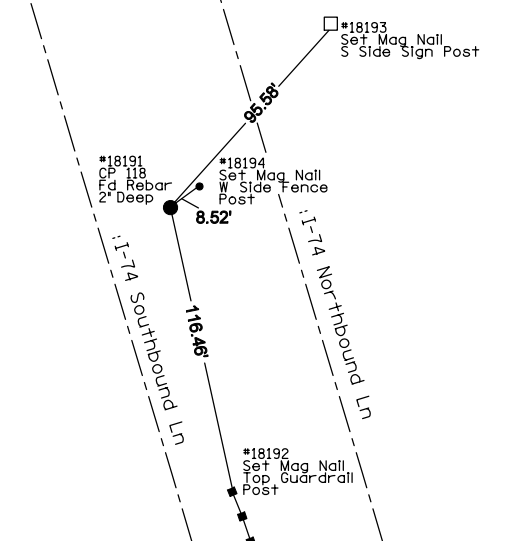 #18193
Set Mag Nail
S Side Sign Post
95.58'
#18191
CP 118
Fd Rebar
2" Deep
#18194
Set Mag Nail
W Side Fence
Post
8.52'
I-74 Southbound Ln
I-74 Northbound Ln
116.46'
#18192
Set Mag Nail
Top Guardrail
Post